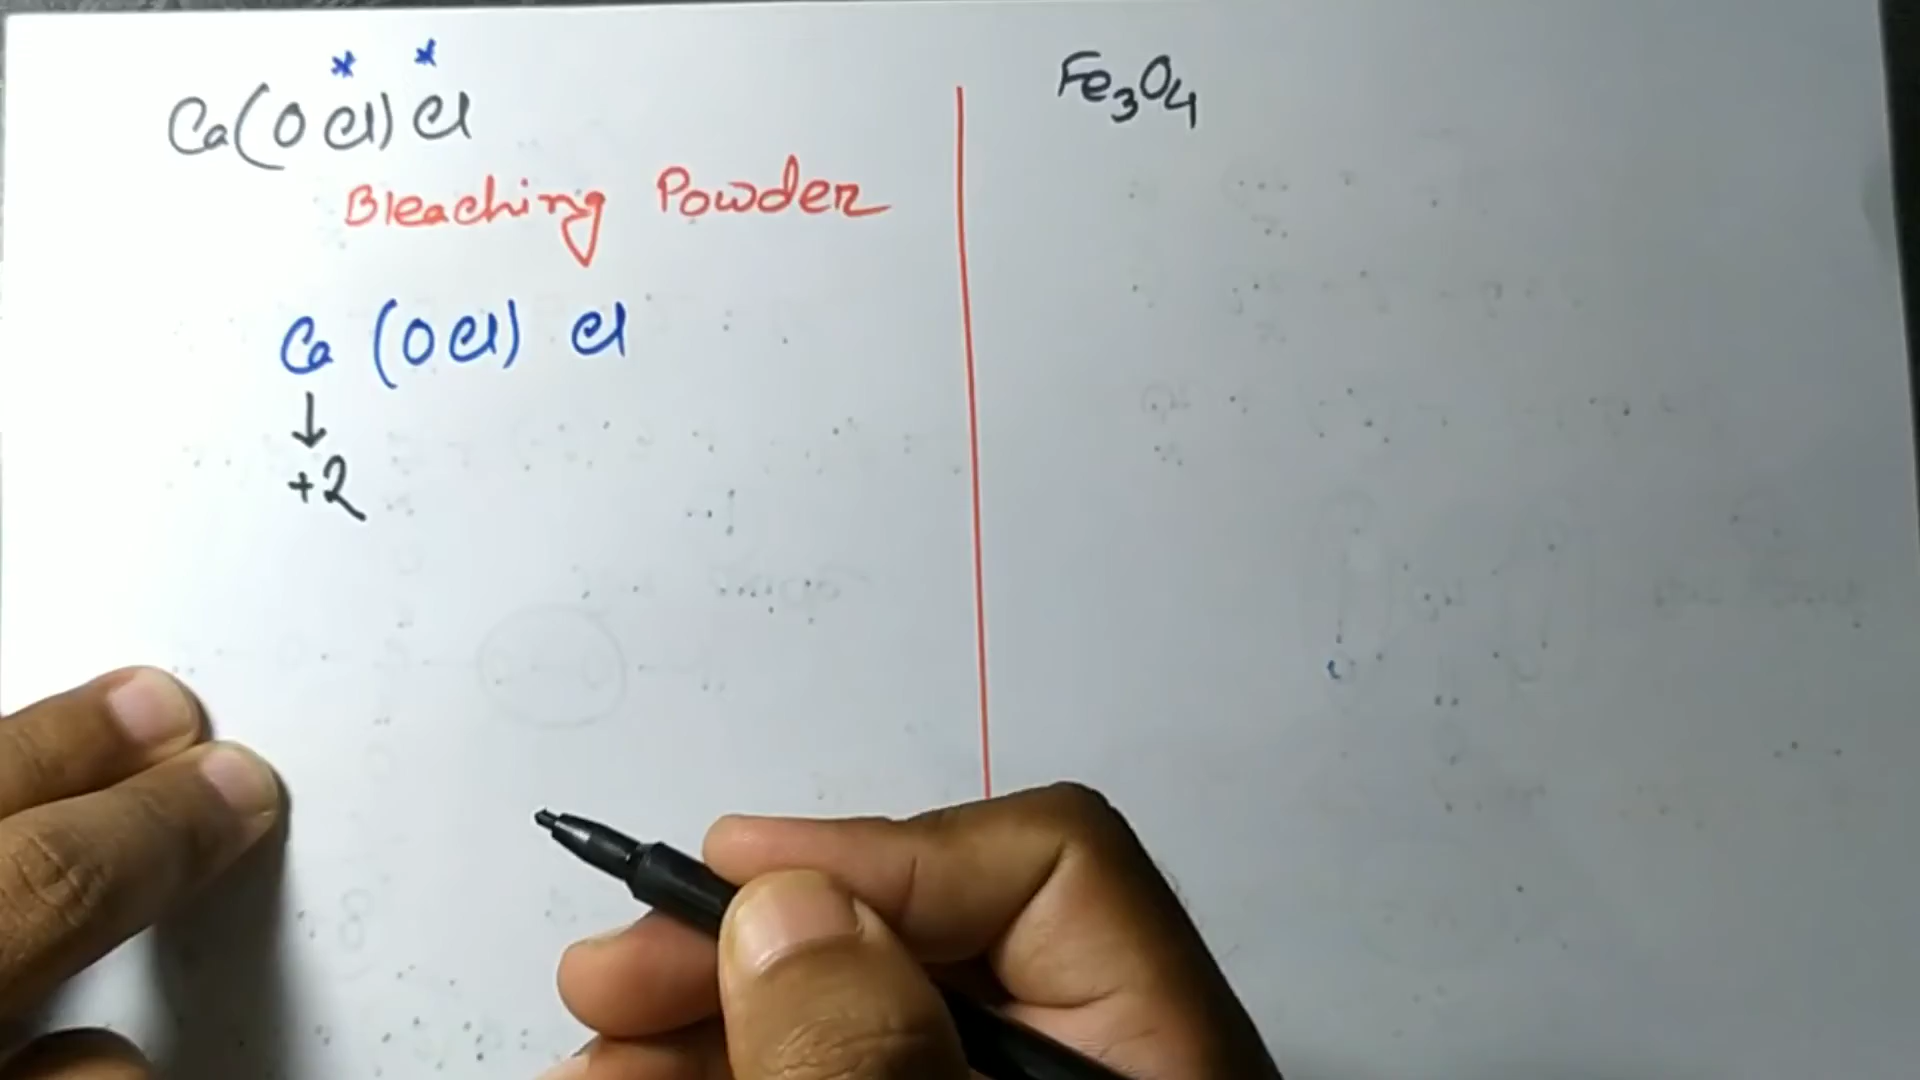 * *
Ca(OCl)Cl
Bleaching Powder
Ca (OCl) Cl
↓
+2
Fe₃O₄